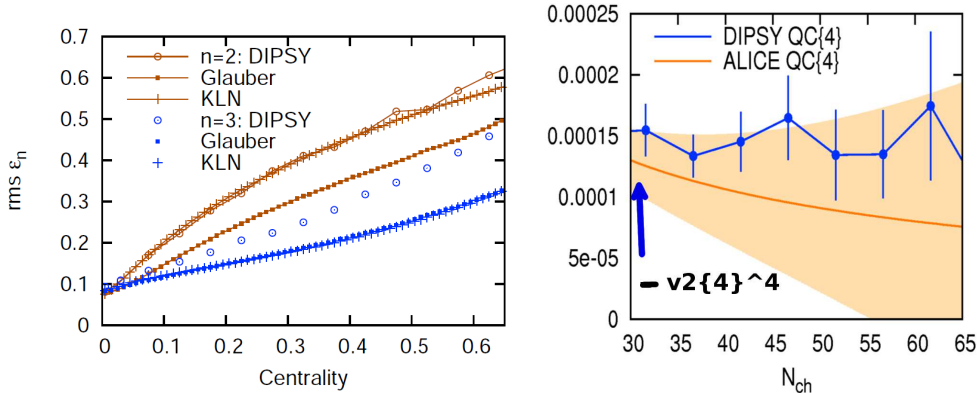 0.7
0.6
0.5
0.4
0.3
0.2
0.1
0
rms εn
n=2: DIPSY
Glauber
KLN
n=3: DIPSY
Glauber
KLN
0 0.1 0.2 0.3 0.4 0.5 0.6
Centrality
0.00025
0.0002
0.00015
0.0001
5e-05
0
DIPSY QC{4}
ALICE QC{4}
- v2{4}^4
30 35 40 45 50 55 60 65
Nch